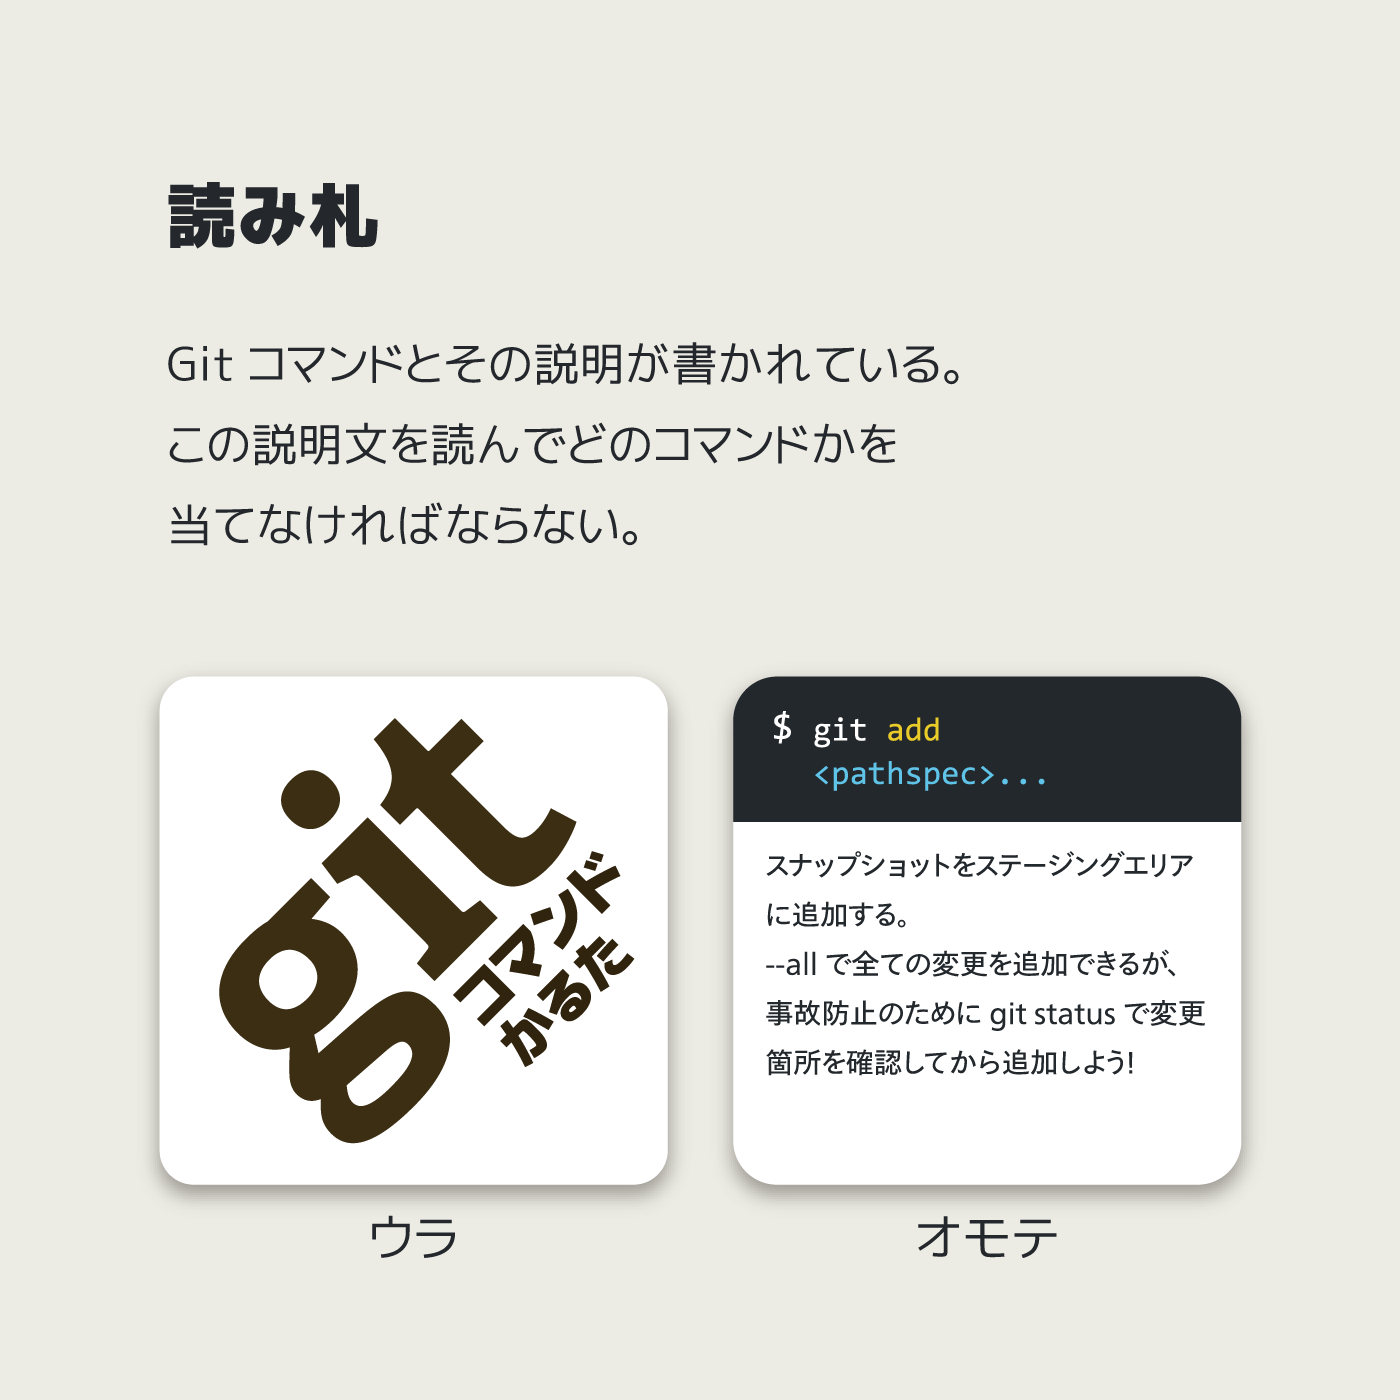 読み札
Git コマンドとその説明が書かれている。
この説明文を読んでどのコマンドかを
当てなければならない。
git
コマンド
かるた
ウラ
$ git add
<pathspec>...
スナップショットをステージングエリア
に追加する。
--all で全ての変更を追加できるが、
事故防止のために git status で変更
箇所を確認してから追加しよう!
オモテ